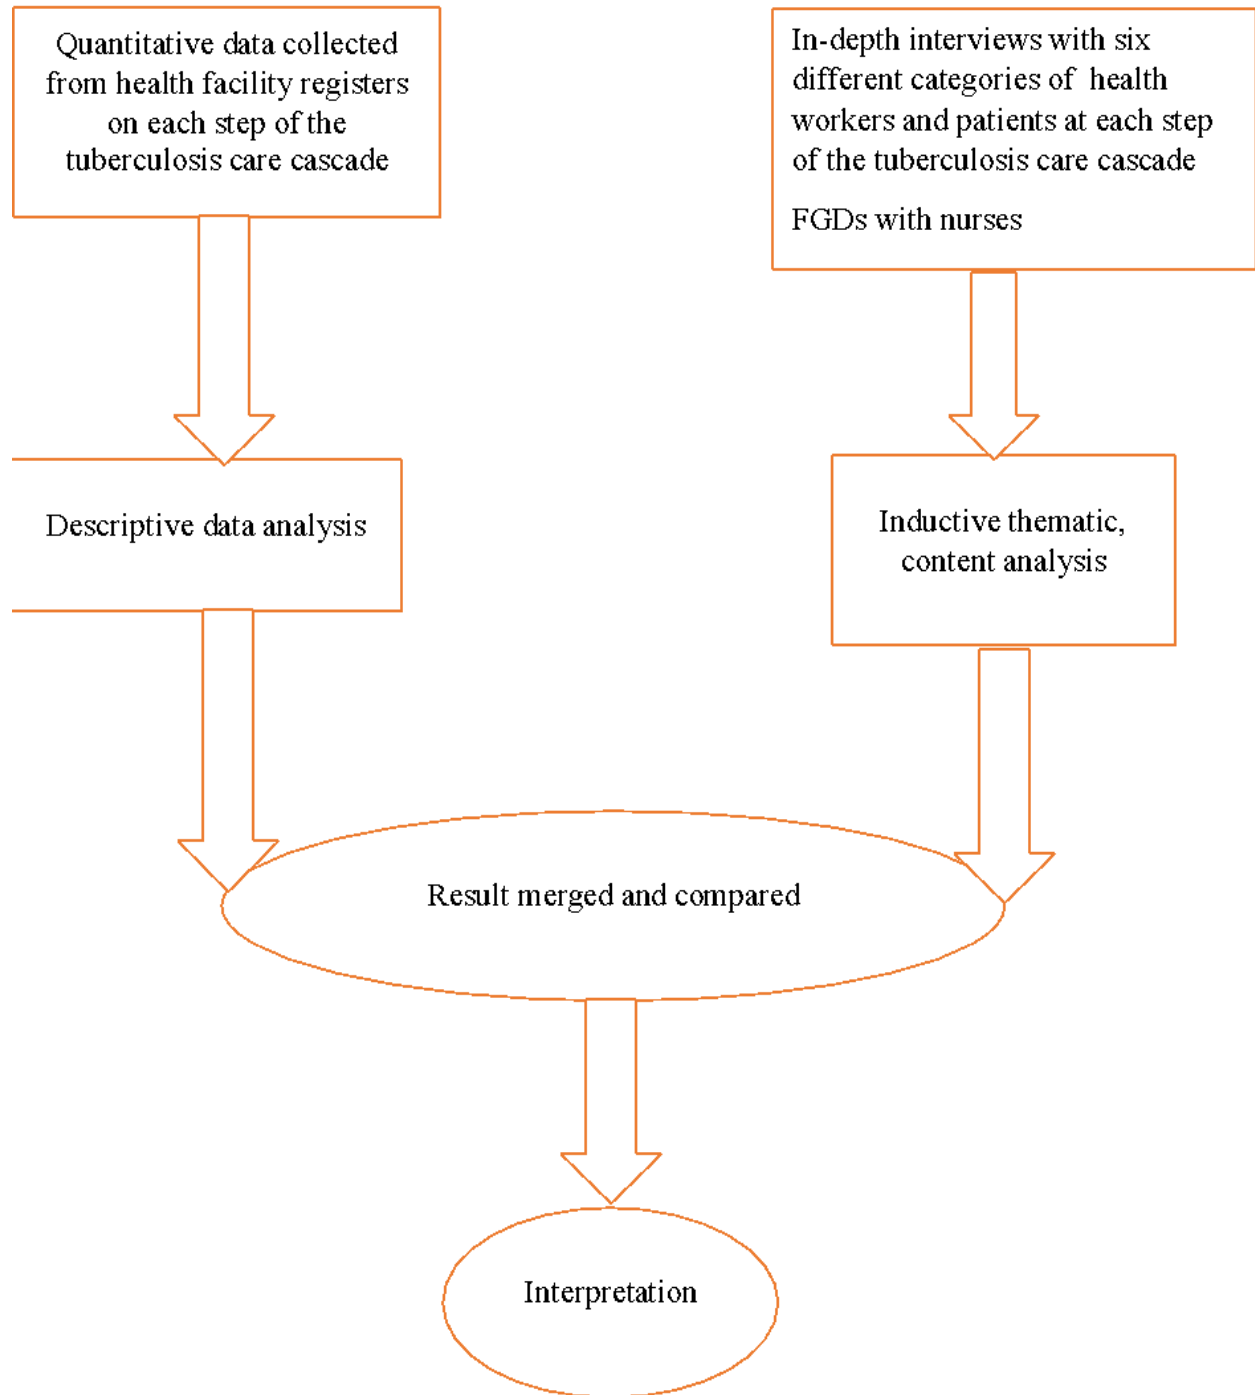 Quantitative data collected
from health facility registers
on each step of the
tuberculosis care cascade
In-depth interviews with six
different categories of health
workers and patients at each step
of the tuberculosis care cascade
FGDs with nurses
Descriptive data analysis
Inductive thematic,
content analysis
Result merged and compared
Interpretation